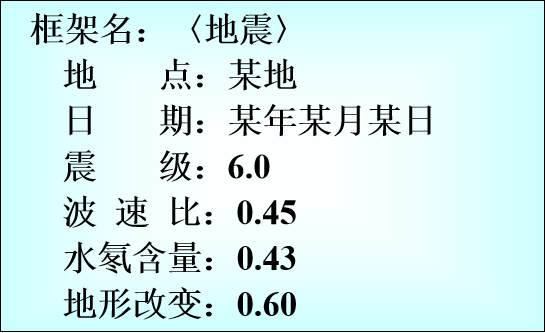 框架名：〈地震〉
地　　点：某地
日　　期：某年某月某日
震　　级：6.0
波 速 比：0.45
水氡含量：0.43
地形改变：0.60